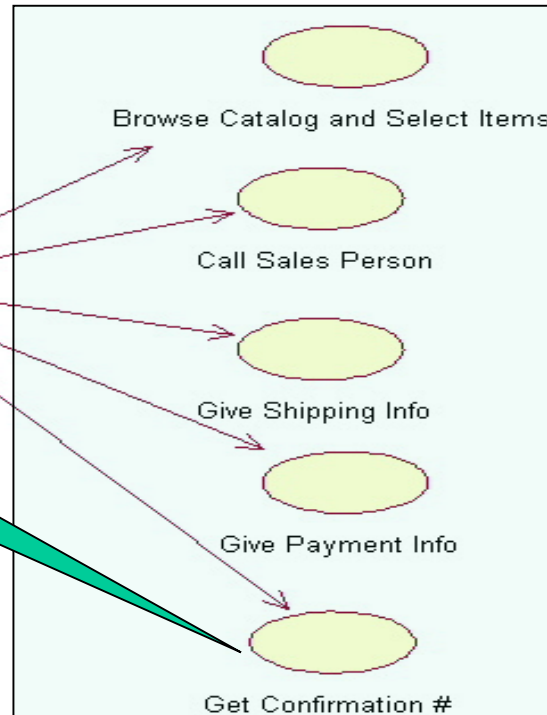 Browse Catalog and Select Items
Call Sales Person
Give Shipping Info
Give Payment Info
Get Confirmation #